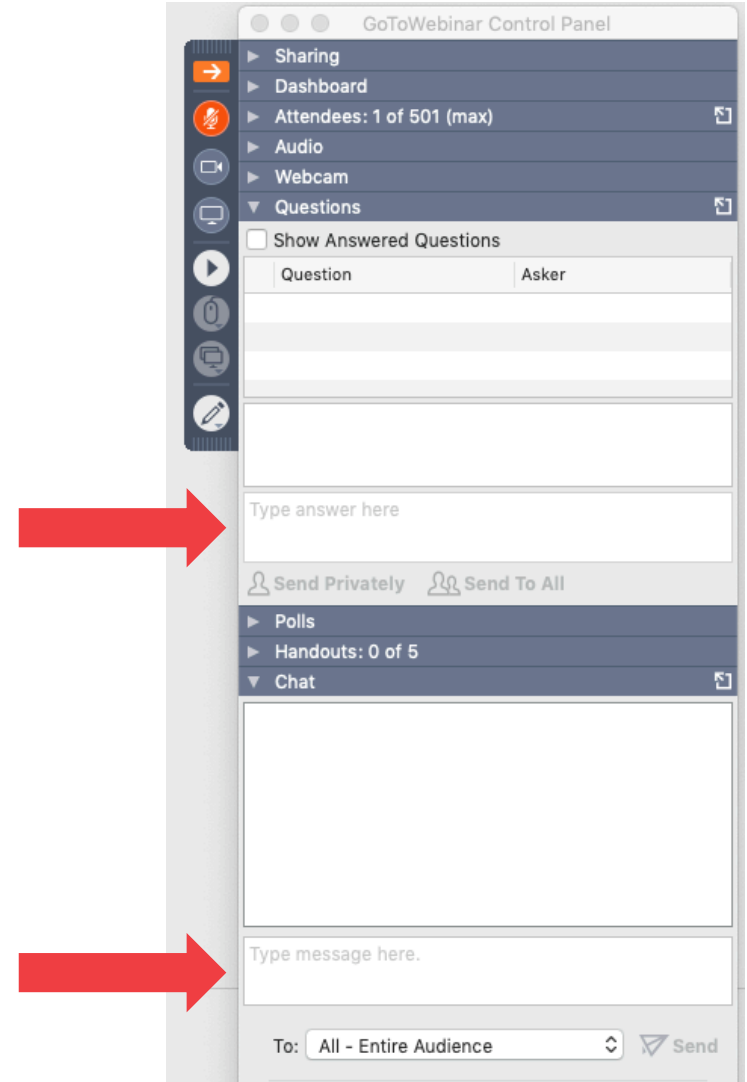 GoToWebinar Control Panel
Sharing
Dashboard
Attendees: 1 of 501 (max)
Audio
Webcam
Questions
Show Answered Questions
Question Asker
Type answer here
Send Privately Send To All
Polls
Handouts: 0 of 5
Chat
Type message here.
To: All - Entire Audience Send